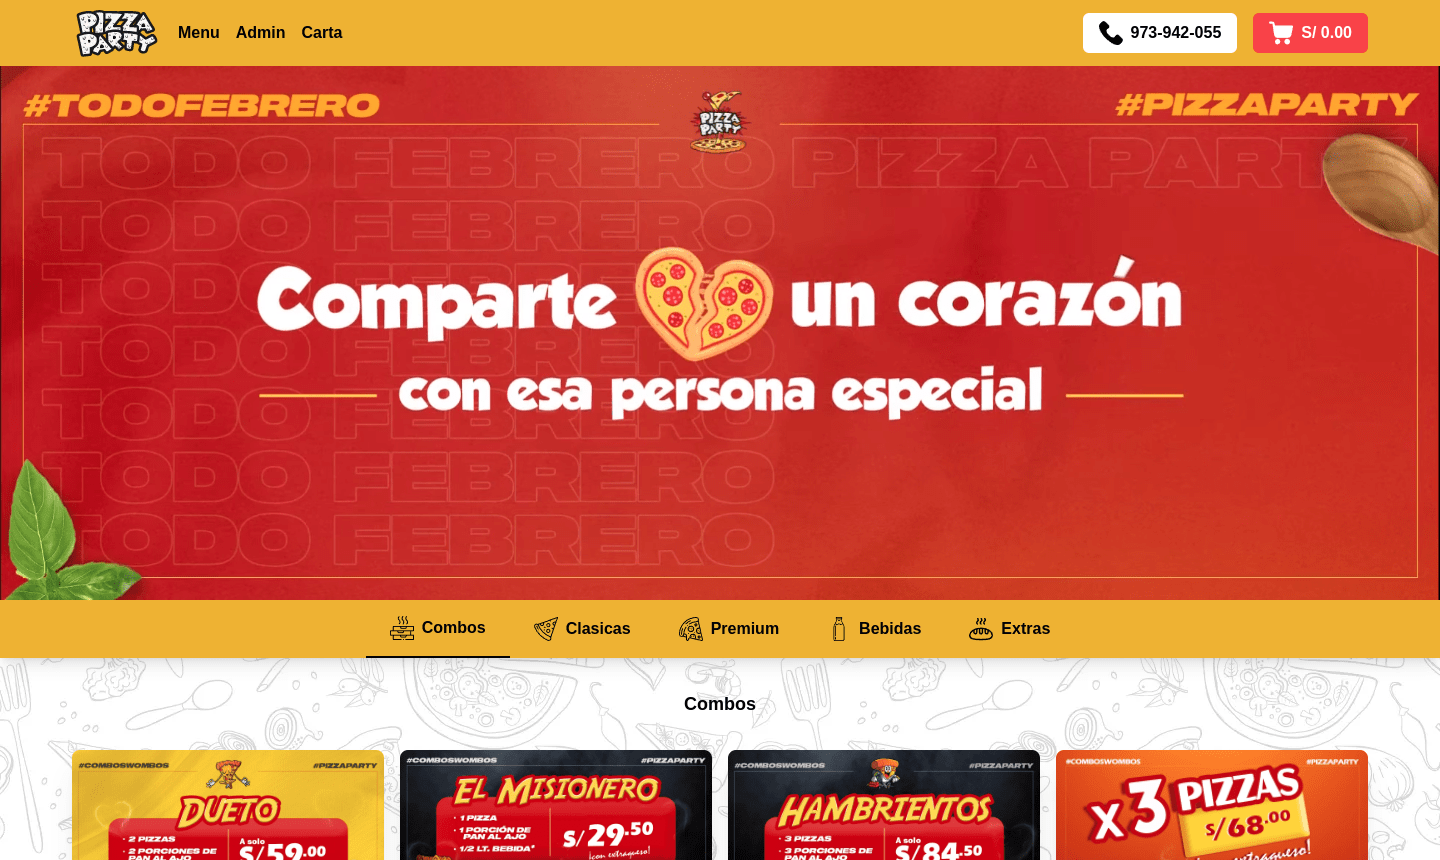 PIZZA PARTY
Menu Admin Carta
973-942-055
S/ 0.00
#TODOFEBRERO
PIZZA PARTY
#PIZZAPARTY
TODO FEBRERO PIZZA PARTY
TODO FEBRERO
TODO FEBRERO
TODO FEBRERO
TODO FEBRERO
TODO FEBRERO
TODO FEBRERO
Comparte un corazón
con esa persona especial
Combos Clasicas Premium Bebidas Extras
Combos
#COMBOSWOMBOS #PIZZAPARTY
DUETO
· 2 PIZZAS
· 2 PORCIONES DE
PAN AL AJO
A solo
S/59.00
#COMBOSWOMBOS #PIZZAPARTY
EL MISIONERO
· 1 PIZZA
· 1 PORCIÓN DE
PAN AL AJO
· 1/2 LT. BEBIDA*
S/29.50
¡con extraqueso!
#COMBOSWOMBOS #PIZZAPARTY
HAMBRIENTOS
· 3 PIZZAS
· 3 PORCIONES DE
PAN AL AJO
A solo
S/84.50
#COMBOSWOMBOS #PIZZAPARTY
X3 PIZZAS
S/68.00
¡con extraqueso!